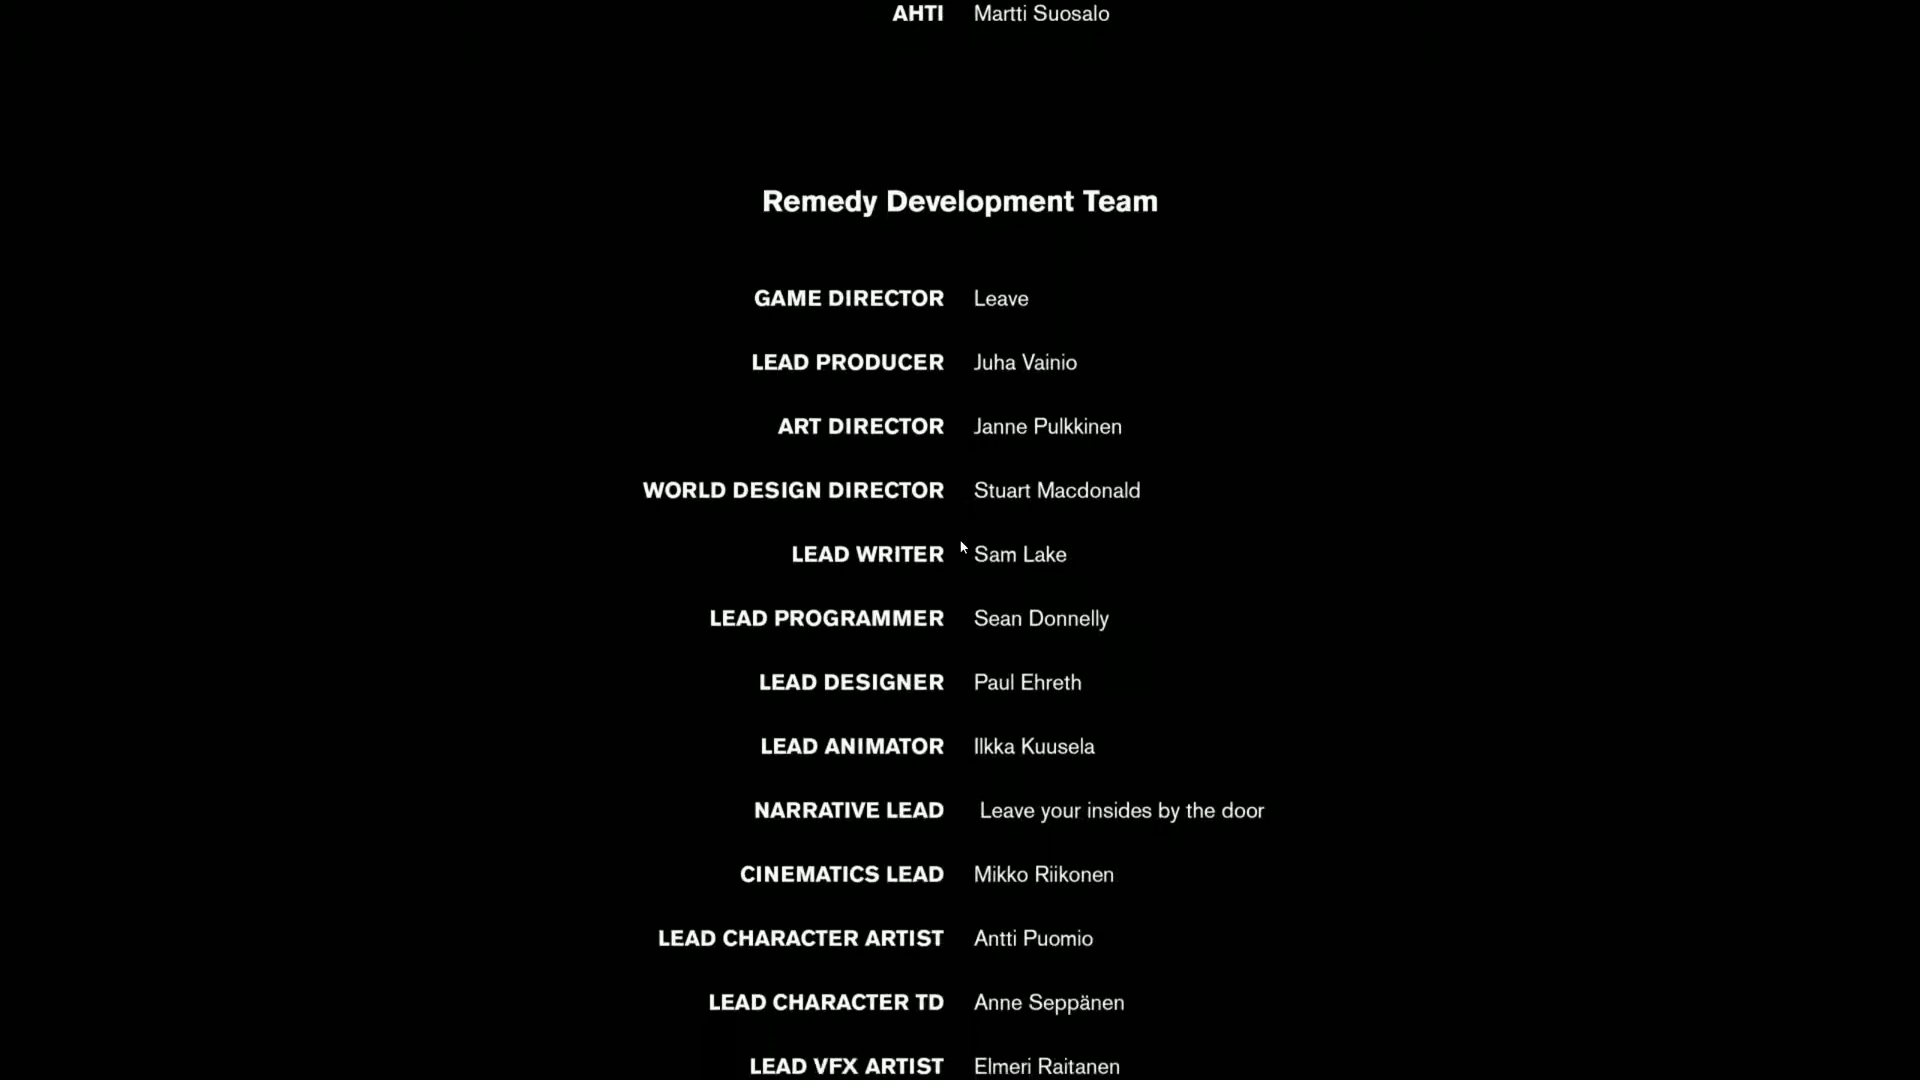 AHTI Martti Suosalo
Remedy Development Team
GAME DIRECTOR Leave
LEAD PRODUCER Juha Vainio
ART DIRECTOR Janne Pulkkinen
WORLD DESIGN DIRECTOR Stuart Macdonald
LEAD WRITER Sam Lake
LEAD PROGRAMMER Sean Donnelly
LEAD DESIGNER Paul Ehreth
LEAD ANIMATOR Ilkka Kuusela
NARRATIVE LEAD Leave your insides by the door
CINEMATICS LEAD Mikko Riikonen
LEAD CHARACTER ARTIST Antti Puomio
LEAD CHARACTER TD Anne Seppänen
LEAD VFX ARTIST Elmeri Raitanen